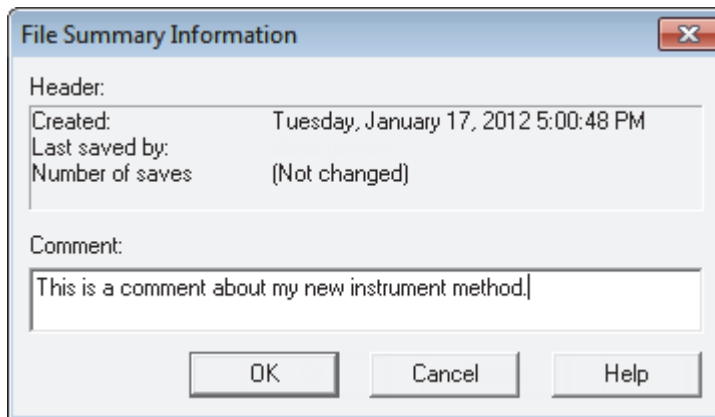 File Summary Information
Header:
Created: Tuesday, January 17, 2012 5:00:48 PM
Last saved by:
Number of saves (Not changed)
Comment:
This is a comment about my new instrument method.
OK Cancel Help